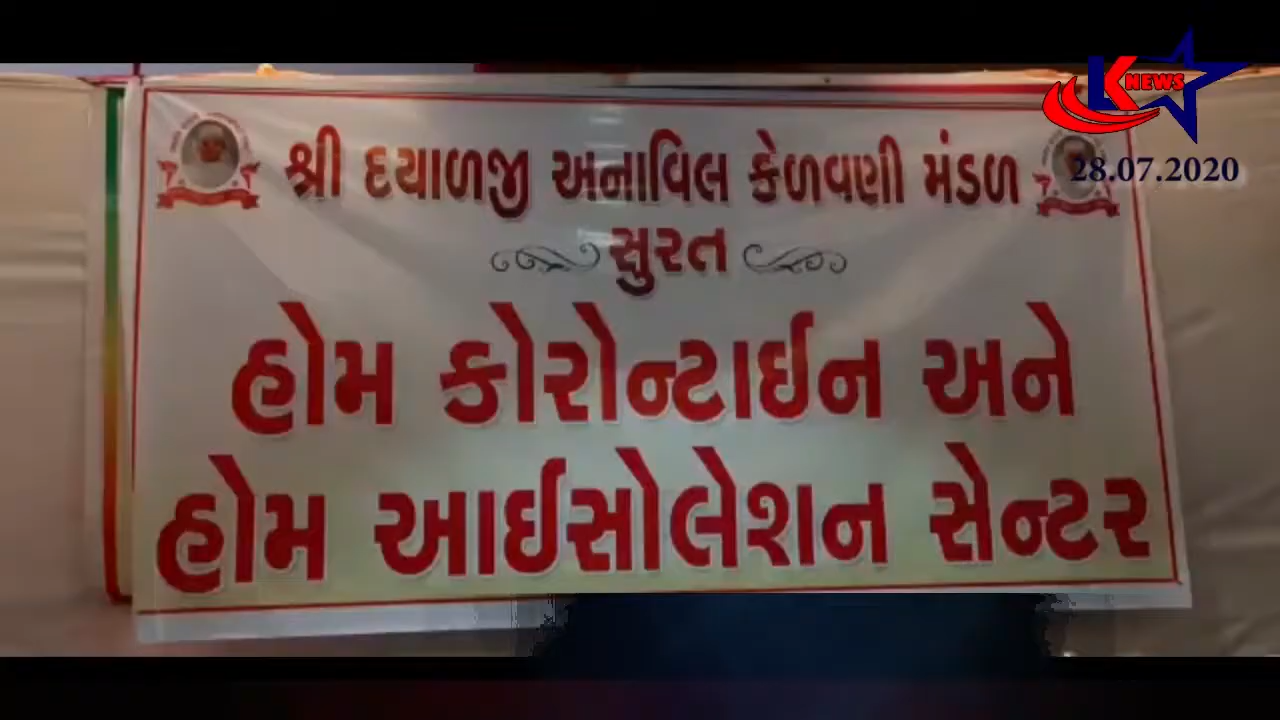 K NEWS
28.07.2020
શ્રી દયાળજી અનાવિલ કેળવણી મંડળ
સુરત
હોમ કોરોન્ટાઈન અને
હોમ આઈસોલેશન સેન્ટર